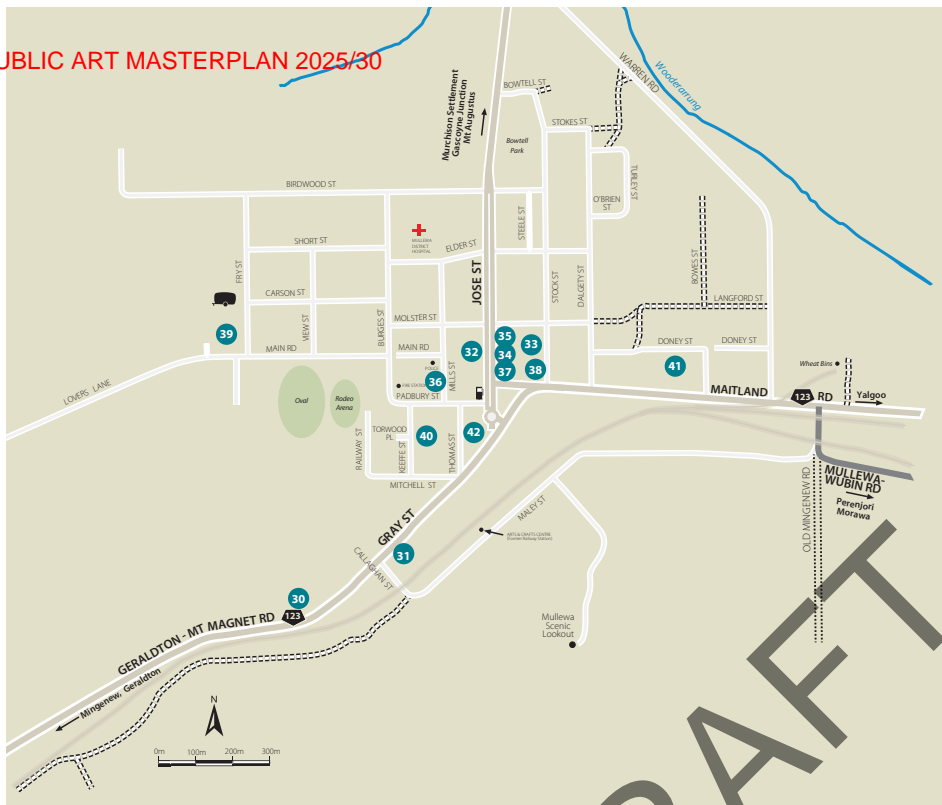 UBLIC ART MASTERPLAN 2025/30
Murchison Settlement
Gascoyne Junction
Mt Augustus
BOWTELL ST
WARREN RD
Wooderarrung
STOKES ST
Bowtell
Park
TURLEY ST
BIRDWOOD ST
O'BRIEN
ST
STEELE ST
MULLEWA
DISTRICT
HOSPITAL
SHORT ST
ELDER ST
FRY ST
JOSE ST
STOCK ST
DALGETY ST
BOWES ST
CARSON ST
LANGFORD ST
VIEW ST
BURGES ST
MOLSTER ST
39
MAIN RD
MAIN RD
32
35
34
37
33
38
DONEY ST
DONEY ST
41
POLICE
FIRE STATION
36
MILLS ST
PADBURY ST
Wheat Bins
LOVERS LANE
Oval
Rodeo
Arena
MAITLAND
123
RD
Yalgoo
RAILWAY ST
TORWOOD
PL
KEEFFE ST
40
THOMAS ST
42
MITCHELL ST
MULLEWA-
WUBIN RD
Perenjori
Morawa
OLD MINGENEW RD
GRAY ST
MALEY ST
ARTS & CRAFTS CENTRE
(Former Railway Station)
31
CALLAGHAN ST
30
123
GERALDTON - MT MAGNET RD
Mingenew, Geraldton
Mullewa
Scenic
Lookout
N
0m 100m 200m 300m
RAFT